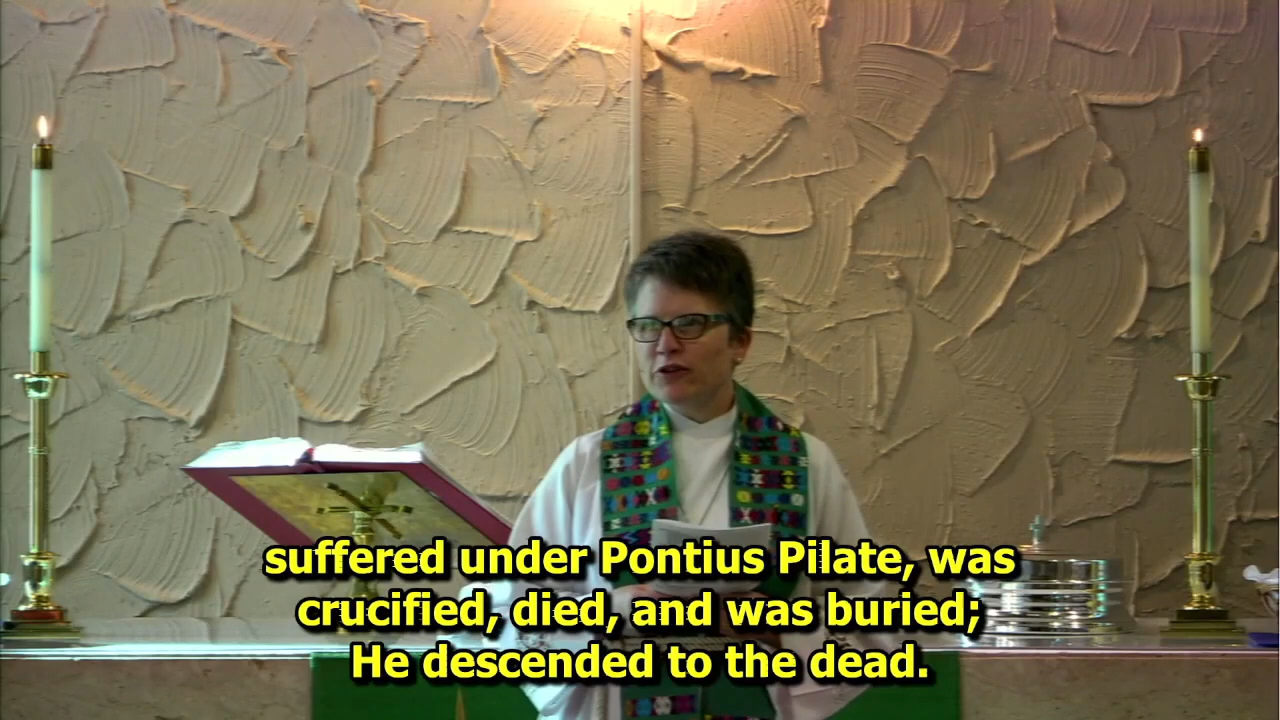 suffered under Pontius Pilate, was
crucified, died, and was buried;
He descended to the dead.